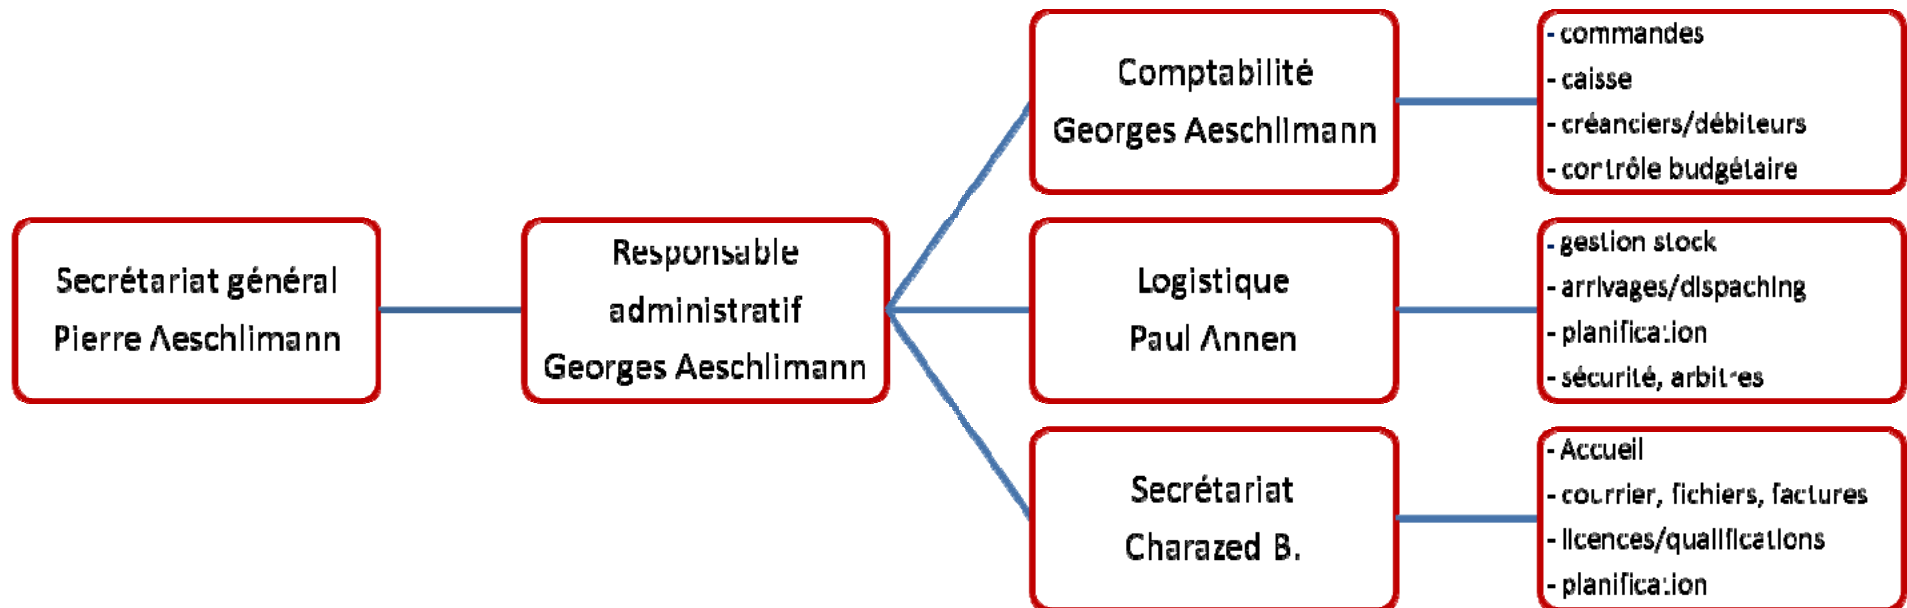 Secrétariat général
Pierre Aeschlimann
Responsable
administratif
Georges Aeschlimann
Comptabilité
Georges Aeschlimann
- commandes
- caisse
- créanciers/débiteurs
- contrôle budgétaire
Logistique
Paul Annen
- gestion stock
- arrivages/dispaching
- planification
- sécurité, arbitres
Secrétariat
Charazed B.
- Accueil
- courrier, fichiers, factures
- licences/qualifications
- planification